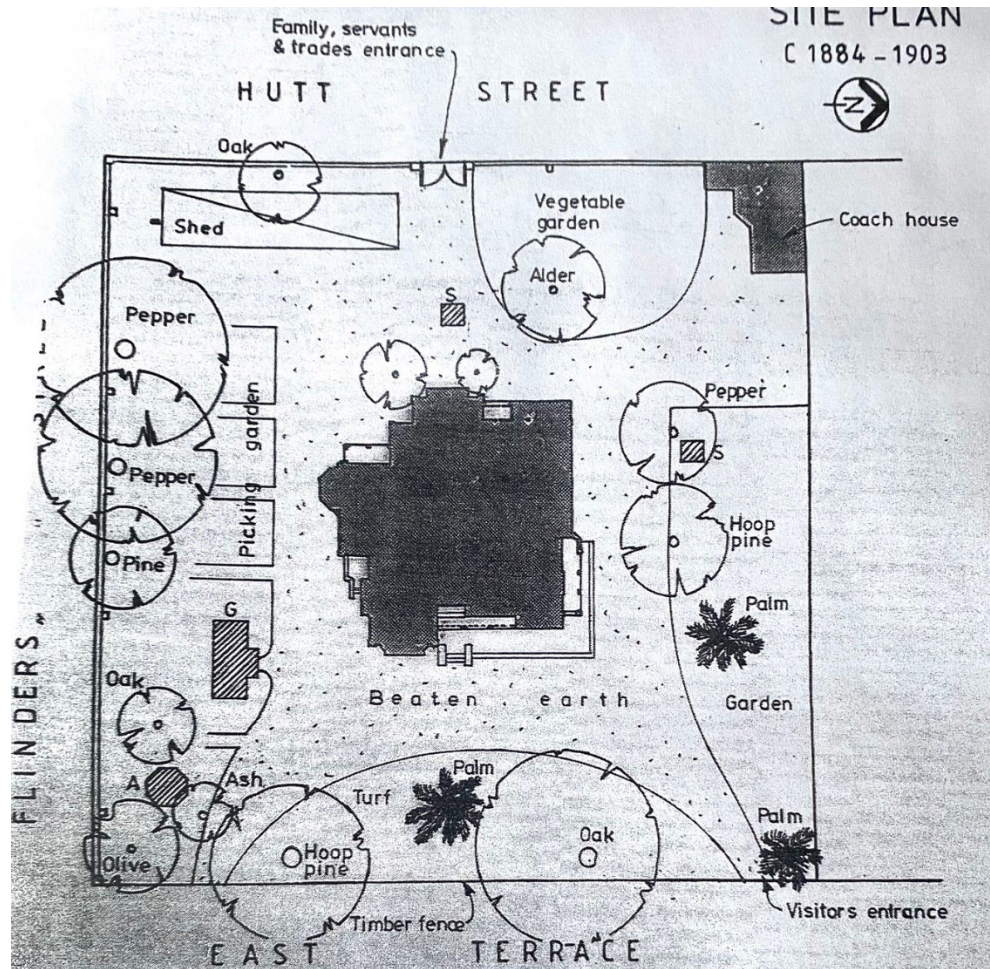 SITE PLAN
C 1884 – 1903
N
Family, servants
& trades entrance
HUTT STREET
Oak
Shed
Vegetable
garden
Coach house
Alder
S
Pepper
Pepper
S
Picking garden
Pepper
Hoop
pine
Pine
Palm
G
Oak
Beaten earth
Garden
FLINDERS
A
Ash
Palm
Turf
Palm
Oak
Olive
Hoop
pine
Timber fence
Visitors entrance
EAST TERRACE